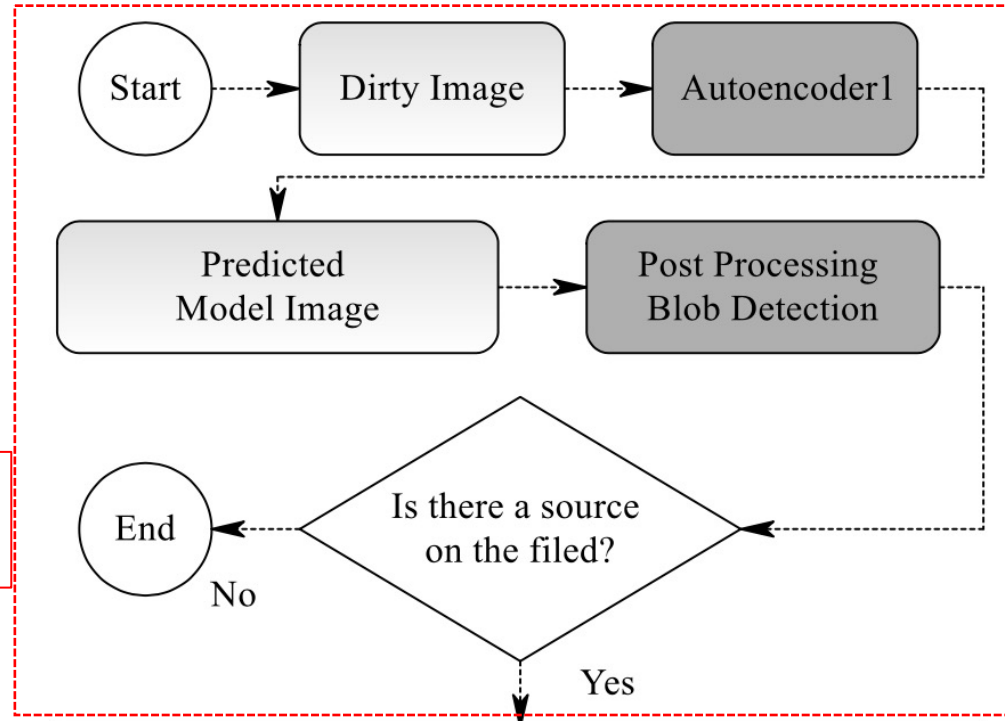 Start
Dirty Image
Autoencoder1
Predicted
Model Image
Post Processing
Blob Detection
Is there a source
on the filed?
End
No
Yes